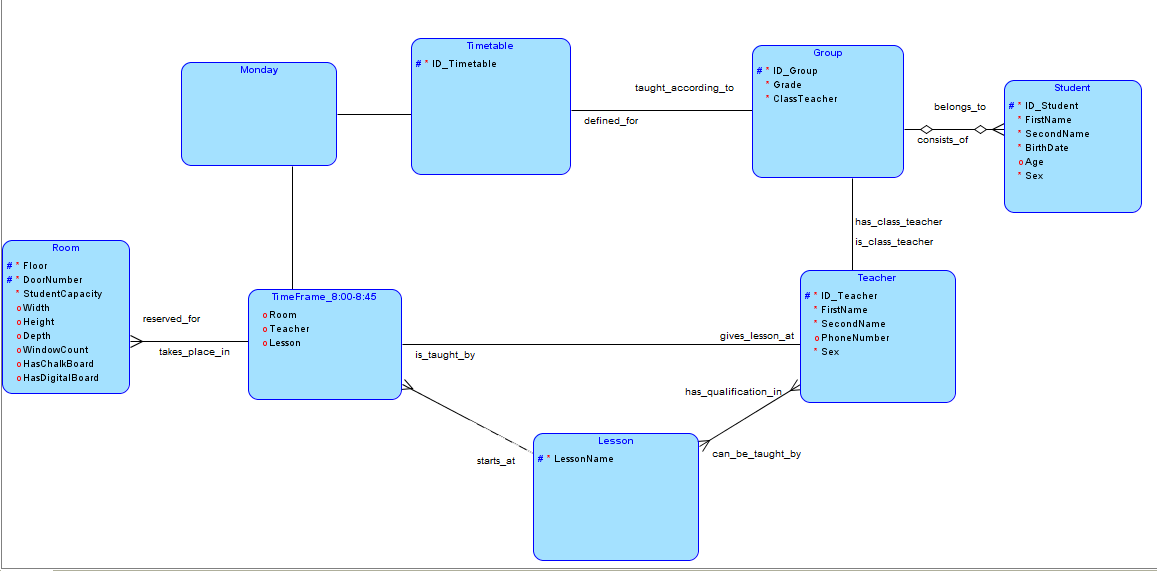 Monday
Timetable
# * ID_Timetable
taught_according_to
defined_for
Group
# * ID_Group
* Grade
* ClassTeacher
belongs_to
consists_of
Student
# * ID_Student
* FirstName
* SecondName
* BirthDate
o Age
* Sex
has_class_teacher
is_class_teacher
Room
# * Floor
# * DoorNumber
* StudentCapacity
o Width
o Height
o Depth
o WindowCount
o HasChalkBoard
o HasDigitalBoard
reserved_for
takes_place_in
TimeFrame_8:00-8:45
o Room
o Teacher
o Lesson
is_taught_by
gives_lesson_at
Teacher
# * ID_Teacher
* FirstName
* SecondName
o PhoneNumber
* Sex
has_qualification_in
can_be_taught_by
starts_at
Lesson
# * LessonName